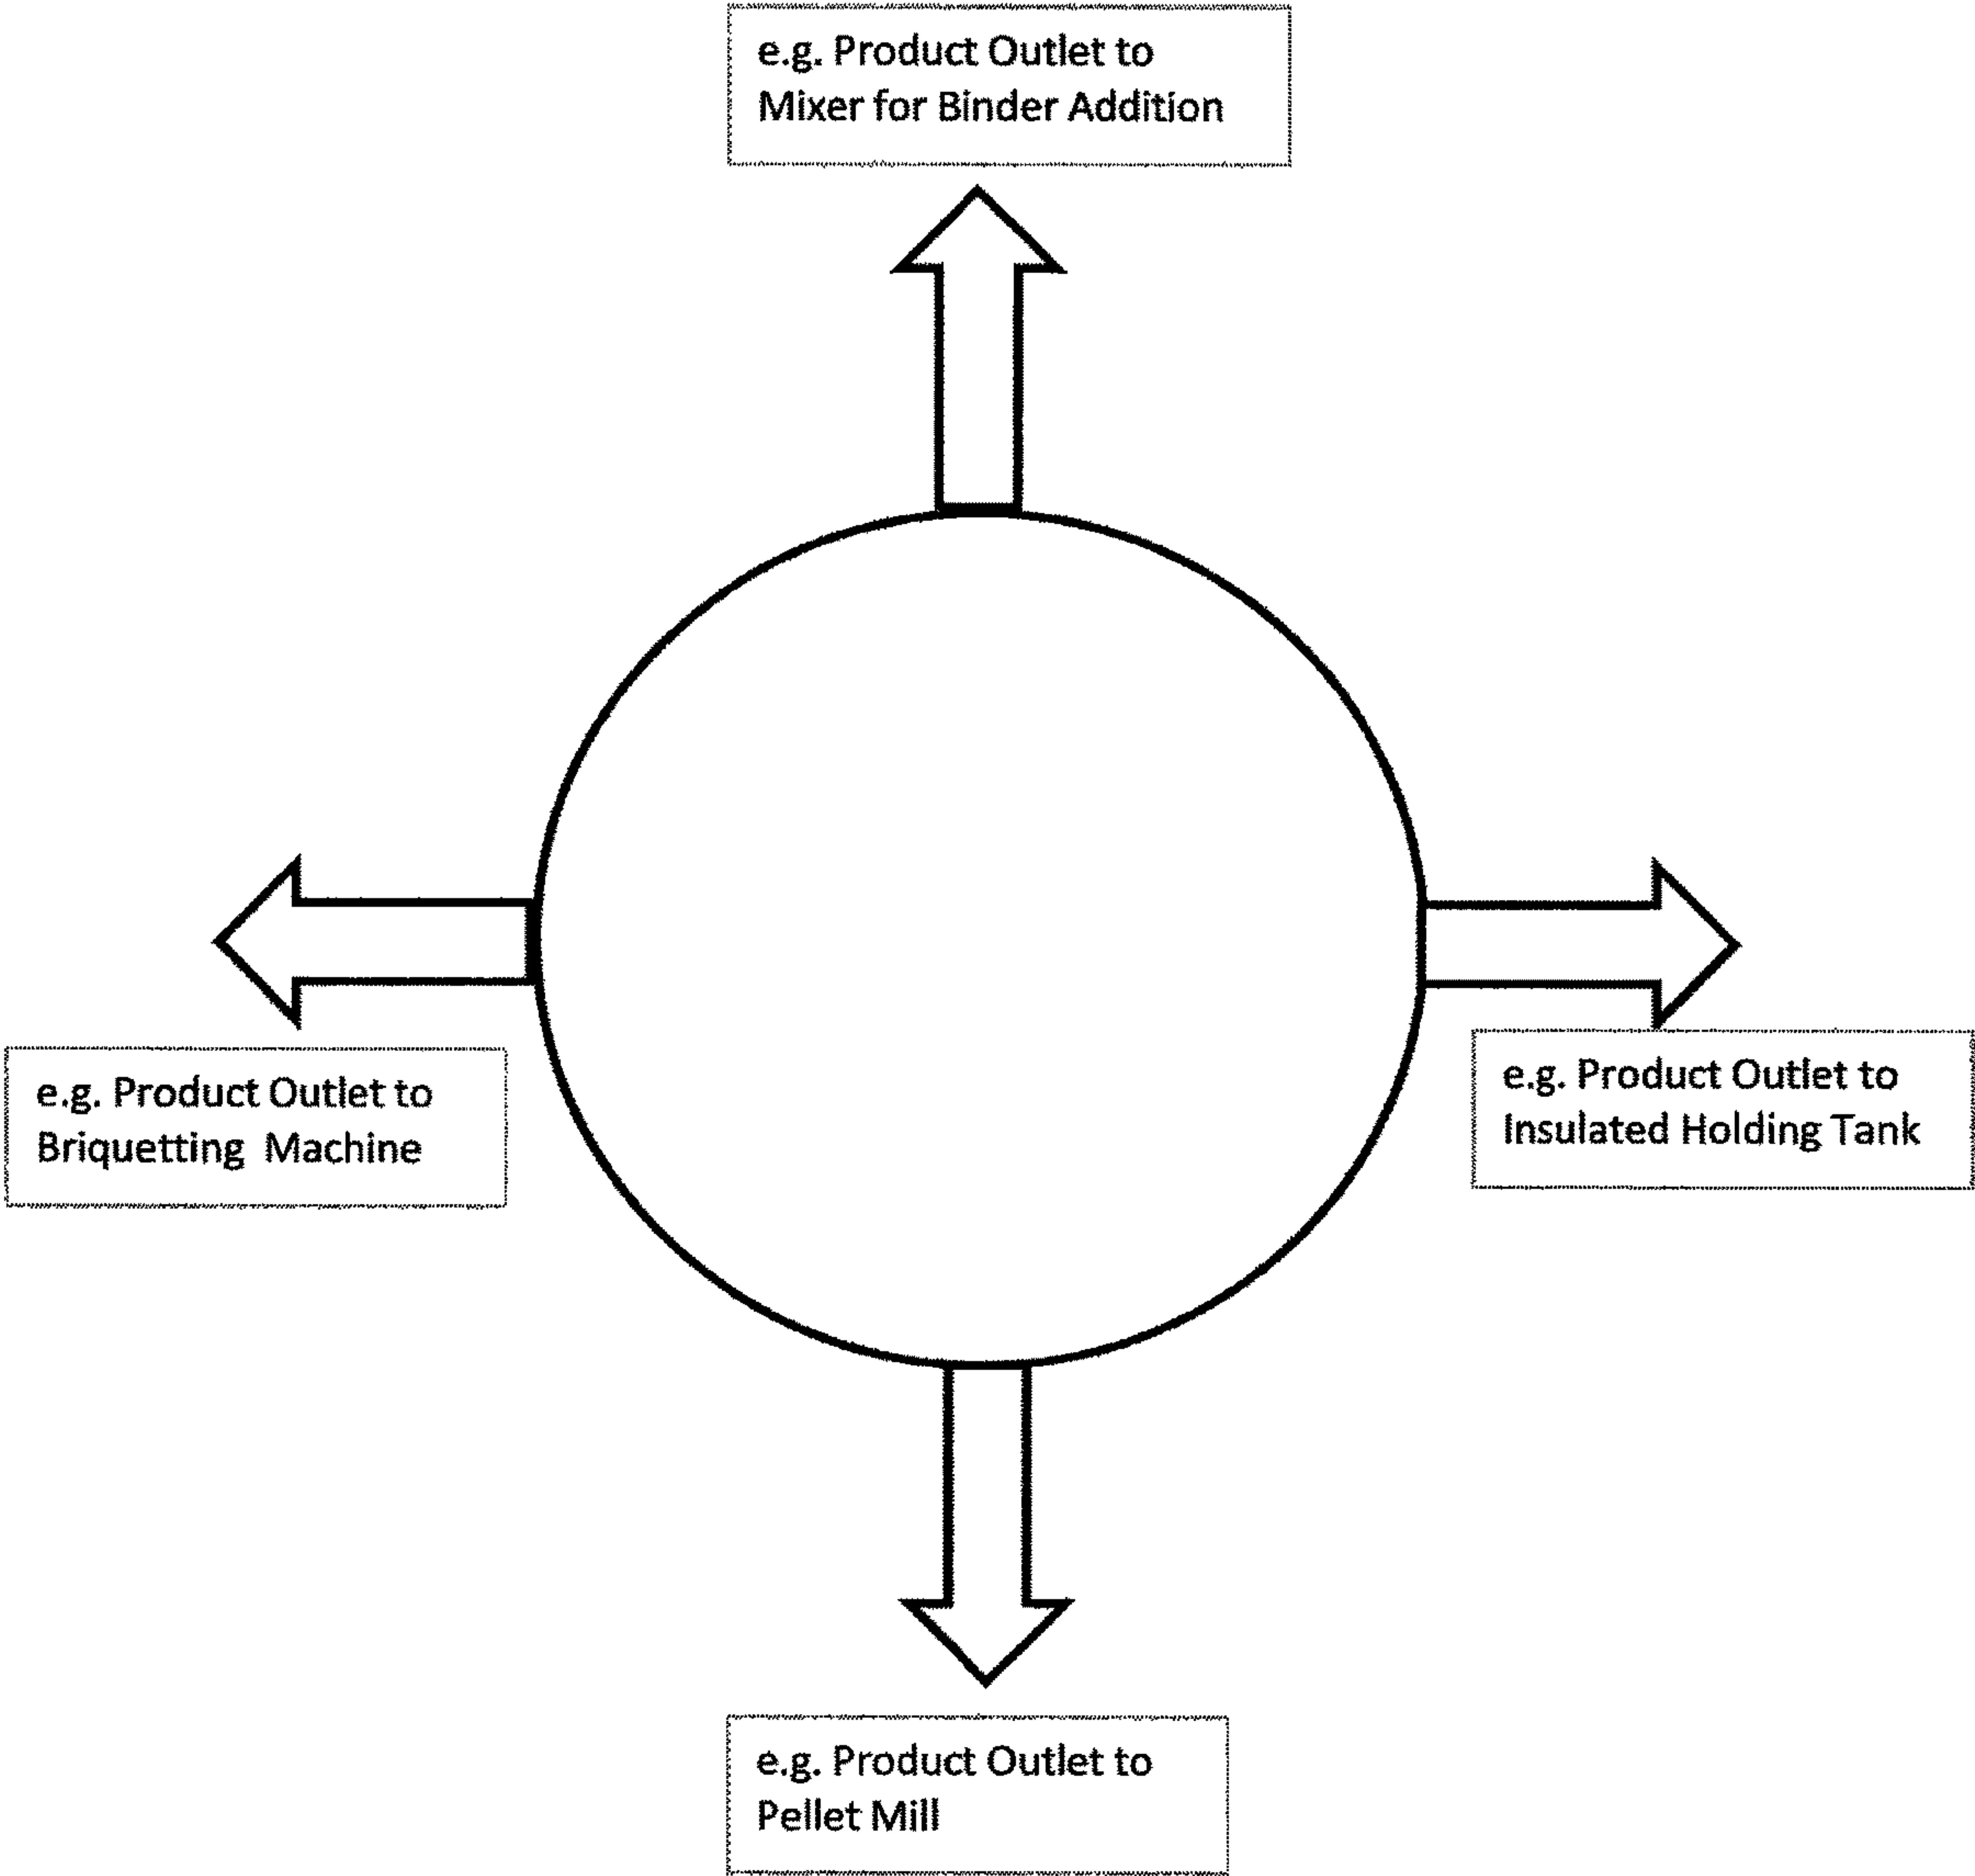 e.g. Product Outlet to
Mixer for Binder Addition
e.g. Product Outlet to
Briquetting Machine
e.g. Product Outlet to
Insulated Holding Tank
e.g. Product Outlet to
Pellet Mill